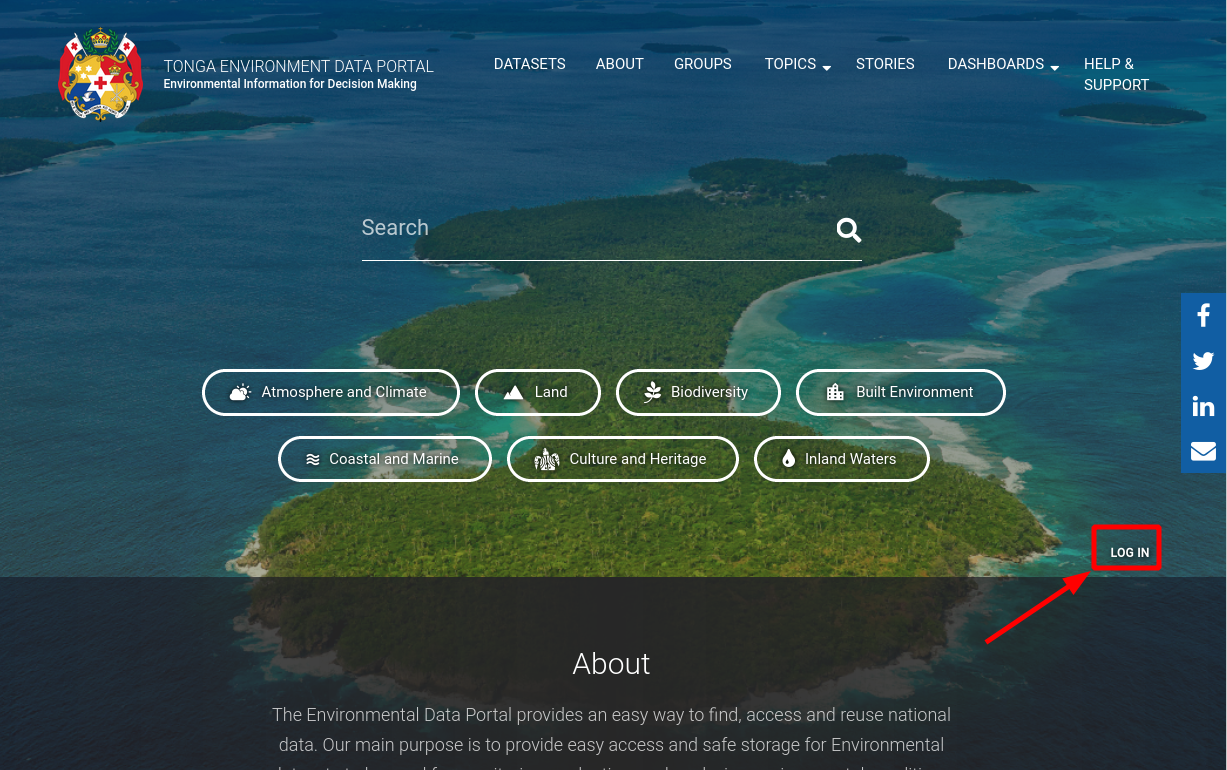 TONGA ENVIRONMENT DATA PORTAL
Environmental Information for Decision Making
DATASETS
ABOUT
GROUPS
TOPICS
STORIES
DASHBOARDS
HELP &
SUPPORT
Search
Atmosphere and Climate
Land
Biodiversity
Built Environment
Coastal and Marine
Culture and Heritage
Inland Waters
LOG IN
About
The Environmental Data Portal provides an easy way to find, access and reuse national
data. Our main purpose is to provide easy access and safe storage for Environmental